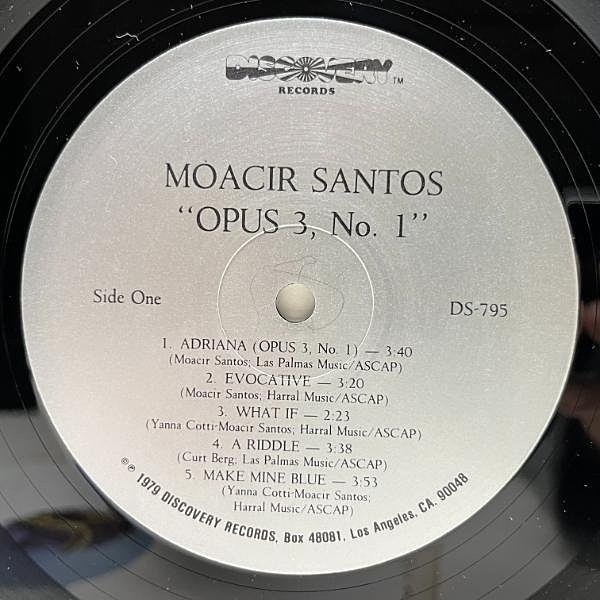 DISCOVERY TM
RECORDS
MOACIR SANTOS
“OPUS 3, No. 1”
Side One
DS-795
1. ADRIANA (OPUS 3, No. 1) — 3:40
(Moacir Santos; Las Palmas Music/ASCAP)
2. EVOCATIVE — 3:20
(Moacir Santos; Harral Music/ASCAP)
3. WHAT IF — 2:23
(Yanna Cotti-Moacir Santos; Harral Music/ASCAP)
4. A RIDDLE — 3:38
(Curt Berg; Las Palmas Music/ASCAP)
5. MAKE MINE BLUE — 3:53
(Yanna Cotti-Moacir Santos;
Harral Music/ASCAP)
©℗ 1979 DISCOVERY RECORDS, Box 48081, Los Angeles, CA. 90048